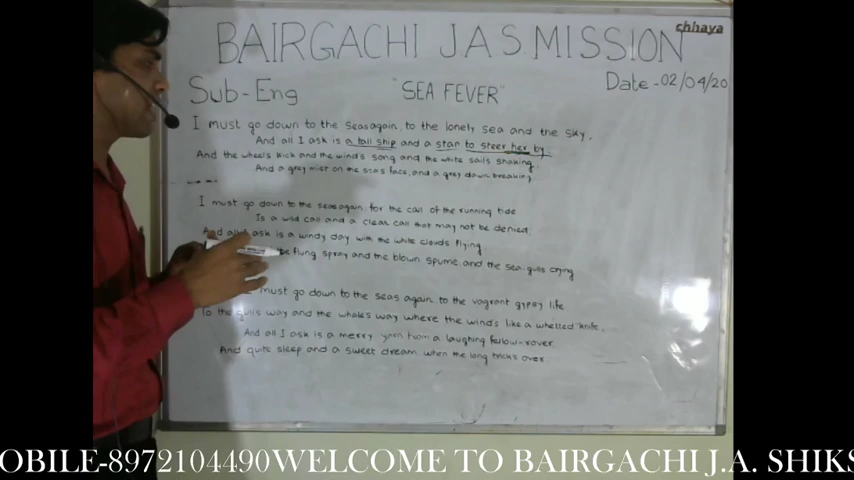 chhaya
BAIRGACHI J.A S. MISSION
Sub-Eng "SEA FEVER" Date-02/04/20
I must go down to the seas again, to the lonely sea and the sky,
And all I ask is a tall ship and a star to steer her by,
And the wheel's kick and the wind's song and the white sails shaking,
And a grey mist on the sea's face, and a grey dawn breaking,
I must go down to the seas again, for the call of the running tide
Is a wild call and a clear call that may not be denied;
And all I ask is a windy day with the white clouds flying
flung spray and the blown spume, and the sea-gulls crying
must go down to the seas again, to the vagrant gypsy life
To the gull's way and the whale's way, where the wind's like a whetted knife.
And all I ask is a merry yarn from a laughing fellow-rover
And quite sleep and a sweet dream when the long tricks over
OBILE-8972104490WELCOME TO BAIRGACHI J.A. SHIKS